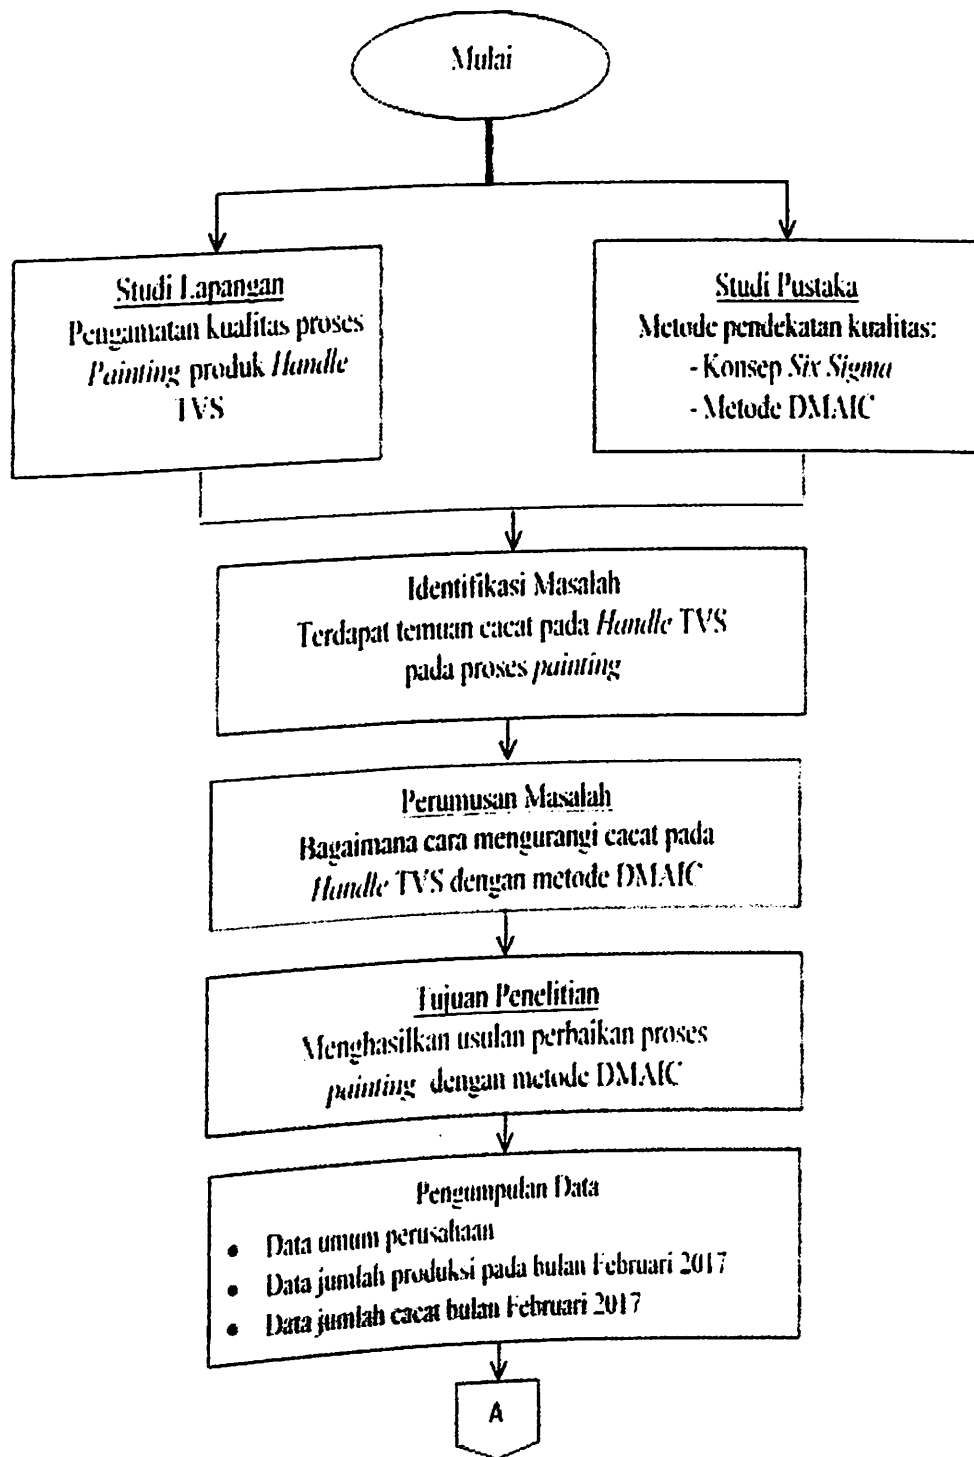 Mulai
Studi Lapangan
Pengamatan kualitas proses
Painting produk Handle
TVS
Studi Pustaka
Metode pendekatan kualitas:
- Konsep Six Sigma
- Metode DMAIC
Identifikasi Masalah
Terdapat temuan cacat pada Handle TVS
pada proses painting
Perumusan Masalah
Bagaimana cara mengurangi cacat pada
Handle TVS dengan metode DMAIC
Tujuan Penelitian
Menghasilkan usulan perbaikan proses
painting dengan metode DMAIC
Pengumpulan Data
• Data umum perusahaan
• Data jumlah produksi pada bulan Februari 2017
• Data jumlah cacat bulan Februari 2017
A